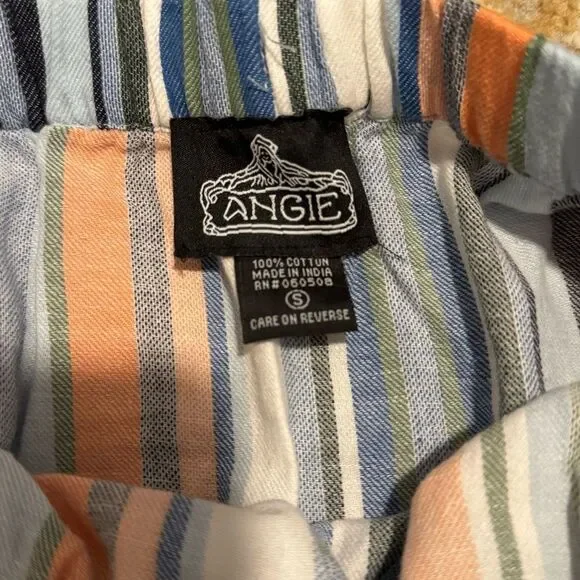 ANGIE
100% COTTON
MADE IN INDIA
RN#060508
S
CARE ON REVERSE